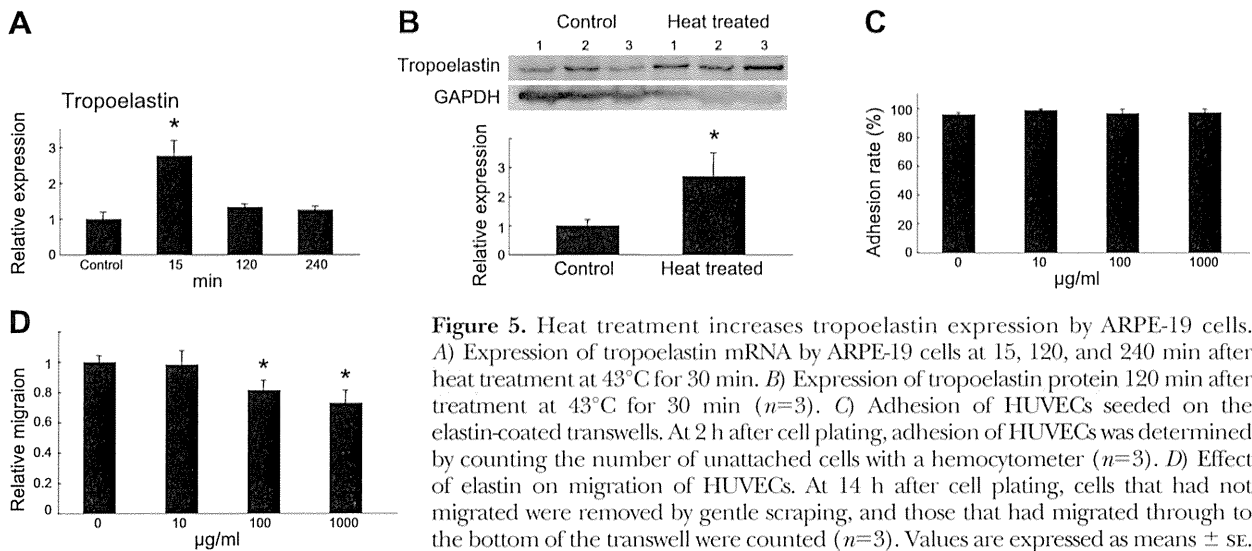 A
Tropoelastin
*
Relative expression
3
2
1
0
Control 15 120 240
min
B
Control Heat treated
1 2 3 1 2 3
Tropoelastin
GAPDH
*
Relative expression
3
2
1
0
Control Heat treated
C
Adhesion rate (%)
100
80
60
40
20
0
0 10 100 1000
µg/ml
D
* *
Relative migraion
1
0.8
0.6
0.4
0.2
0
0 10 100 1000
µg/ml
Figure 5. Heat treatment increases tropoelastin expression by ARPE-19 cells.
A) Expression of tropoelastin mRNA by ARPE-19 cells at 15, 120, and 240 min after
heat treatment at 43°C for 30 min. B) Expression of tropoelastin protein 120 min after
treatment at 43°C for 30 min (n=3). C) Adhesion of HUVECs seeded on the
elastin-coated transwells. At 2 h after cell plating, adhesion of HUVECs was determined
by counting the number of unattached cells with a hemocytometer (n=3). D) Effect
of elastin on migration of HUVECs. At 14 h after cell plating, cells that had not
migrated were removed by gentle scraping, and those that had migrated through to
the bottom of the transwell were counted (n=3). Values are expressed as means ± SE.